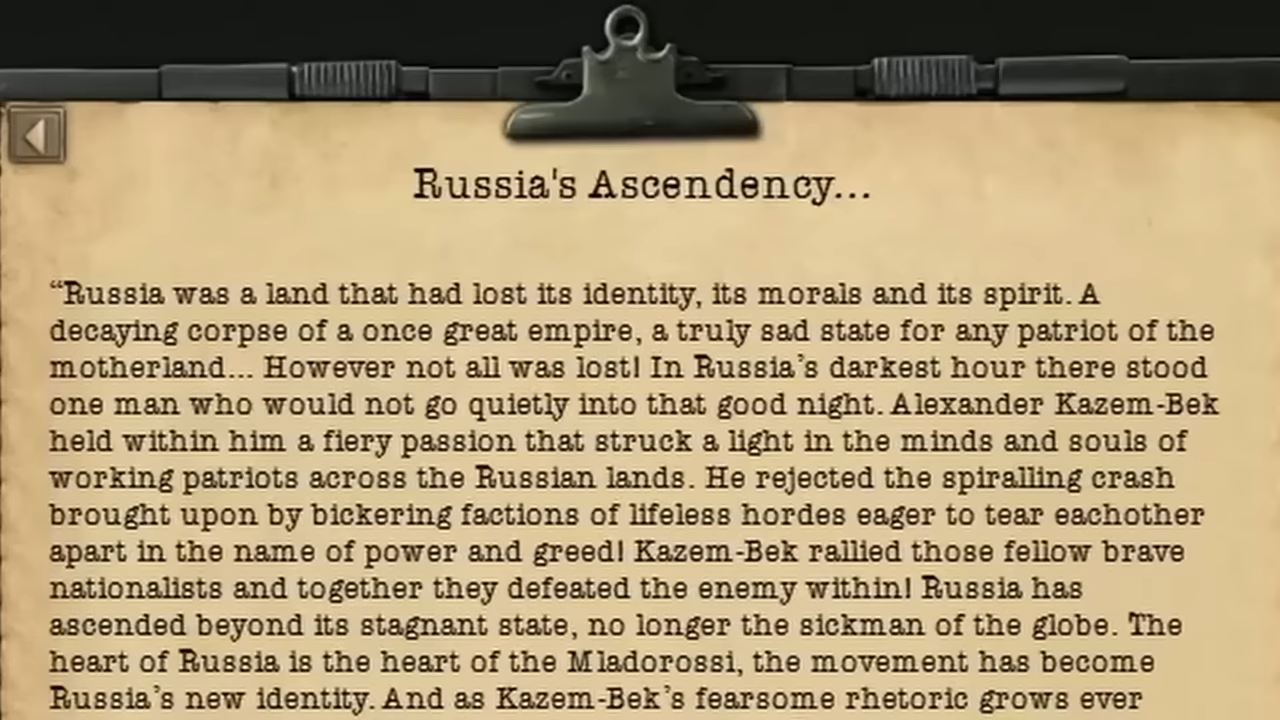 Russia's Ascendency...
“Russia was a land that had lost its identity, its morals and its spirit. A
decaying corpse of a once great empire, a truly sad state for any patriot of the
motherland... However not all was lost! In Russia’s darkest hour there stood
one man who would not go quietly into that good night. Alexander Kazem-Bek
held within him a fiery passion that struck a light in the minds and souls of
working patriots across the Russian lands. He rejected the spiralling crash
brought upon by bickering factions of lifeless hordes eager to tear eachother
apart in the name of power and greed! Kazem-Bek rallied those fellow brave
nationalists and together they defeated the enemy within! Russia has
ascended beyond its stagnant state, no longer the sickman of the globe. The
heart of Russia is the heart of the Mladorossi, the movement has become
Russia’s new identity. And as Kazem-Bek’s fearsome rhetoric grows ever